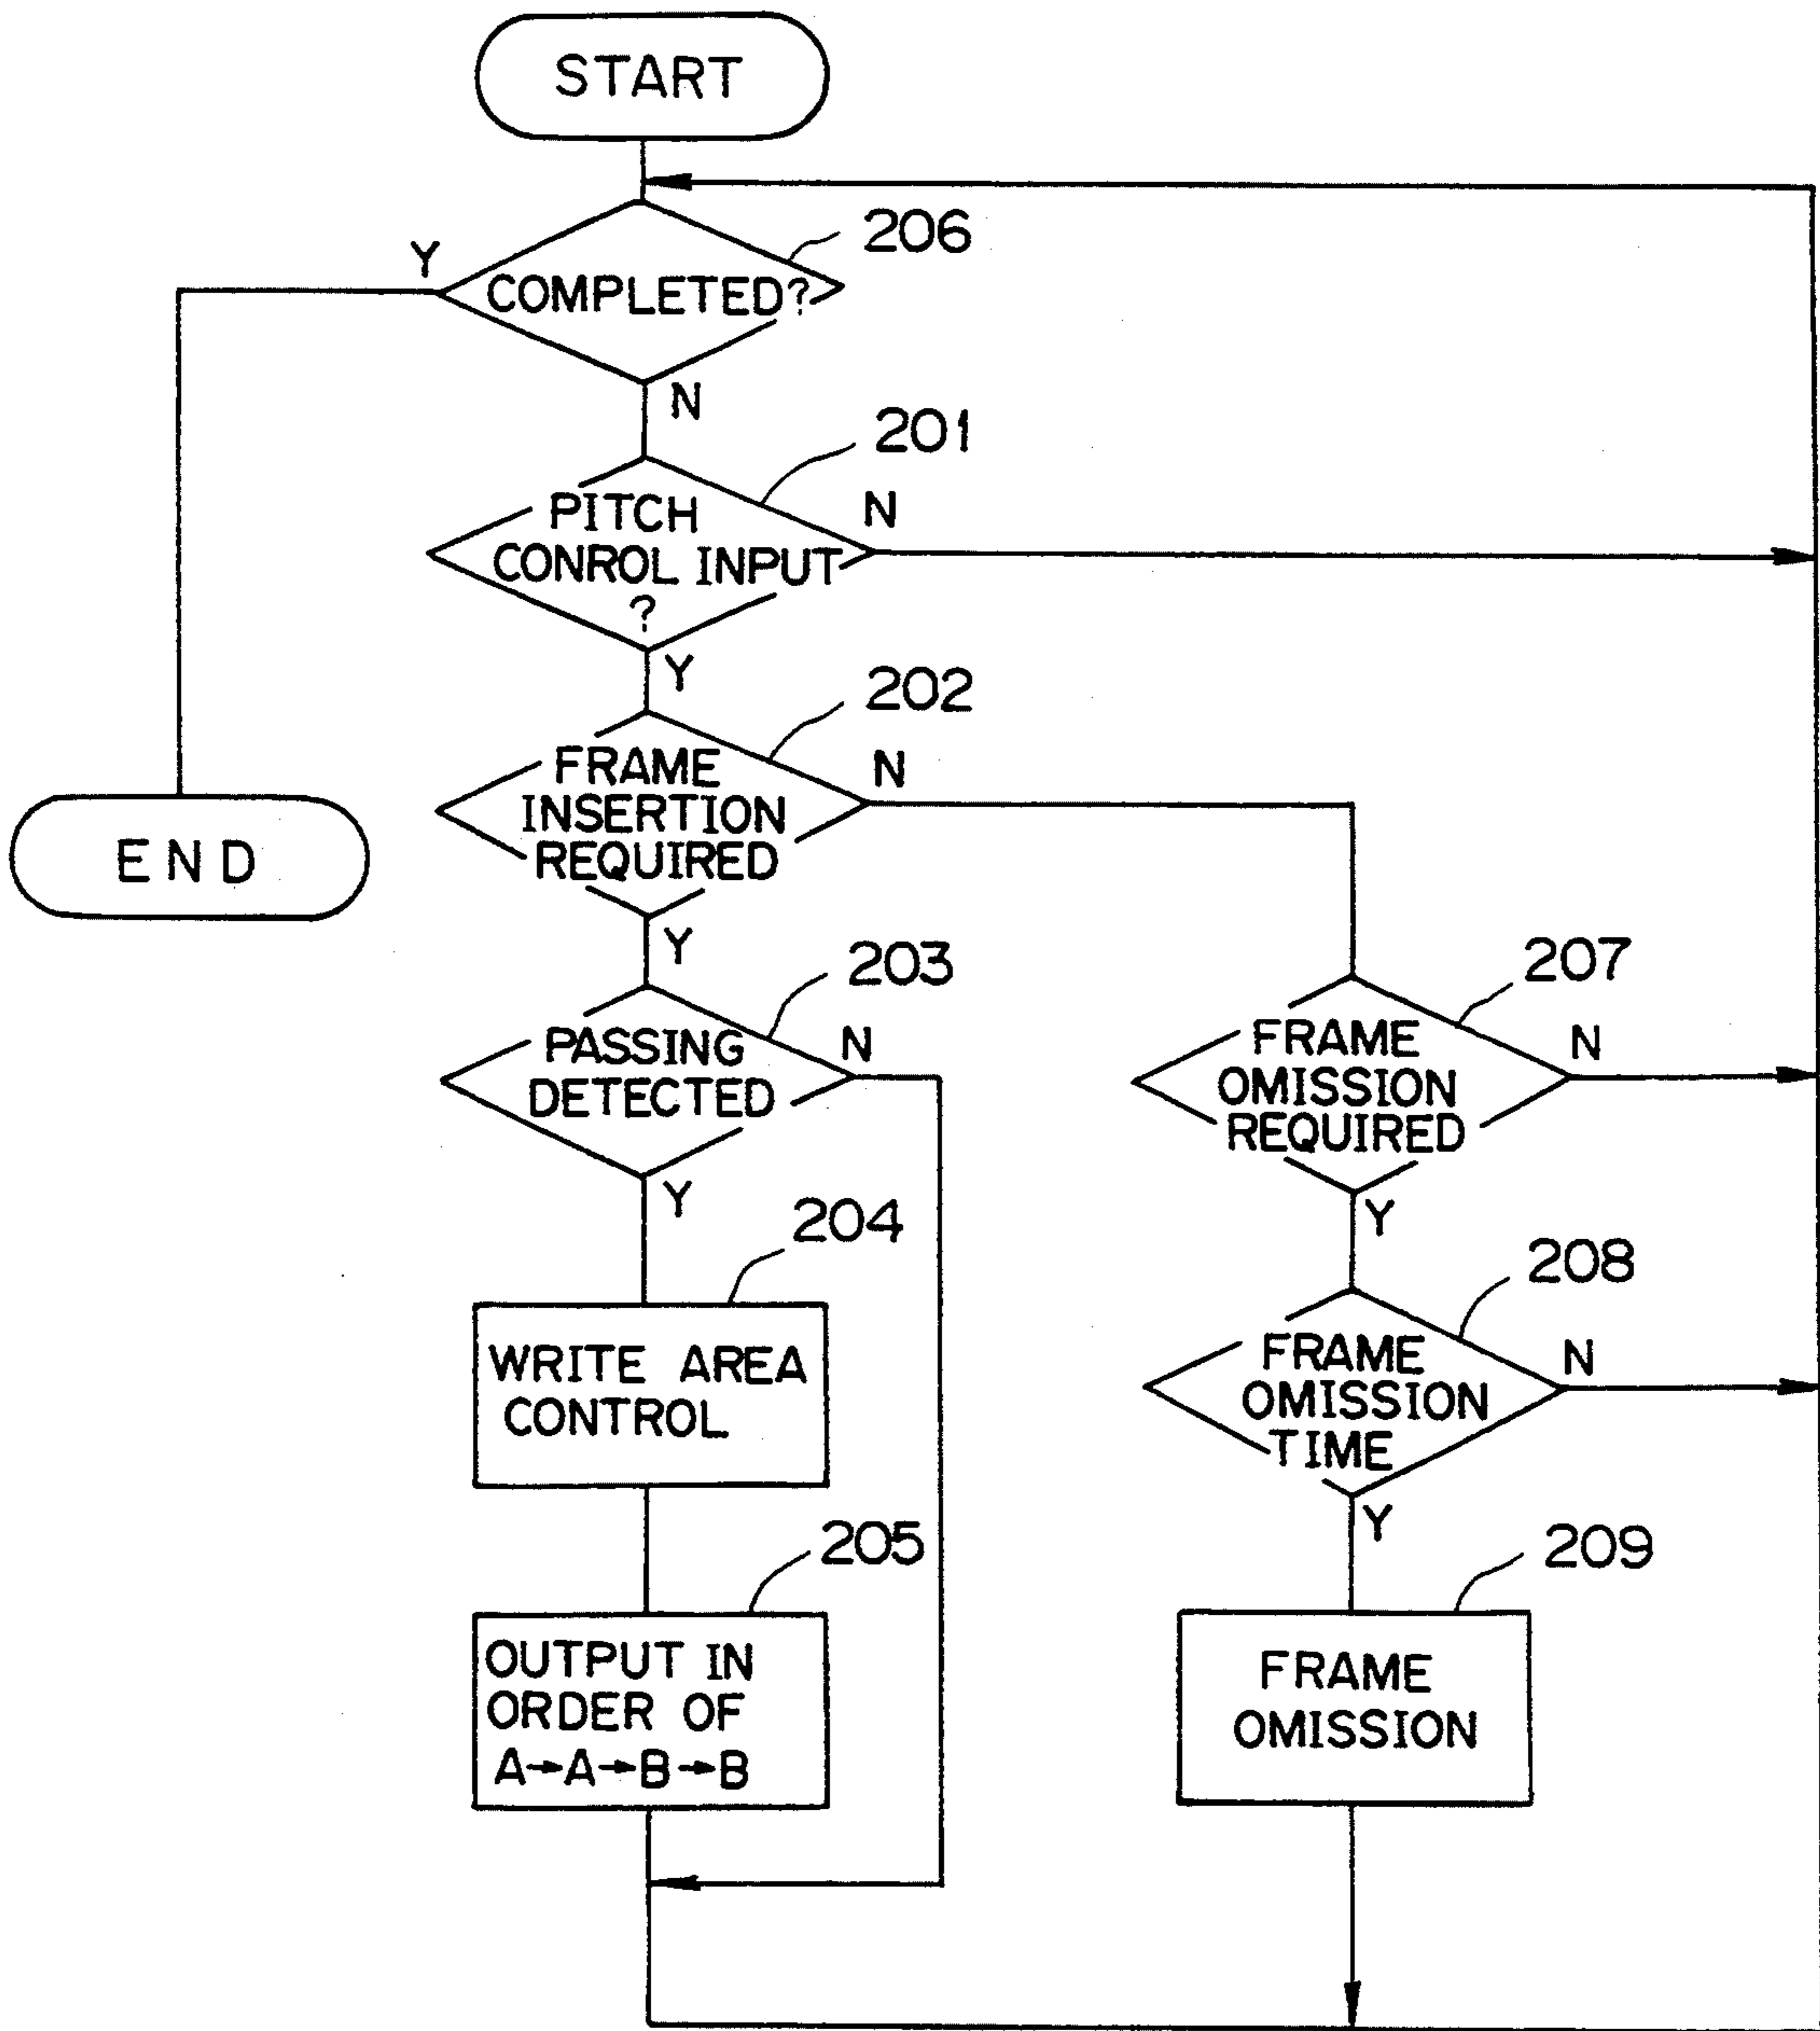 START
206
Y
COMPLETED?
N
201
PITCH
N
CONROL INPUT
?
Y
202
FRAME
N
INSERTION
REQUIRED
END
Y
203
PASSING
N
DETECTED
Y
207
FRAME
N
OMISSION
REQUIRED
Y
204
WRITE AREA
CONTROL
208
FRAME
N
OMISSION
TIME
Y
205
OUTPUT IN
ORDER OF
A→A→B→B
209
FRAME
OMISSION